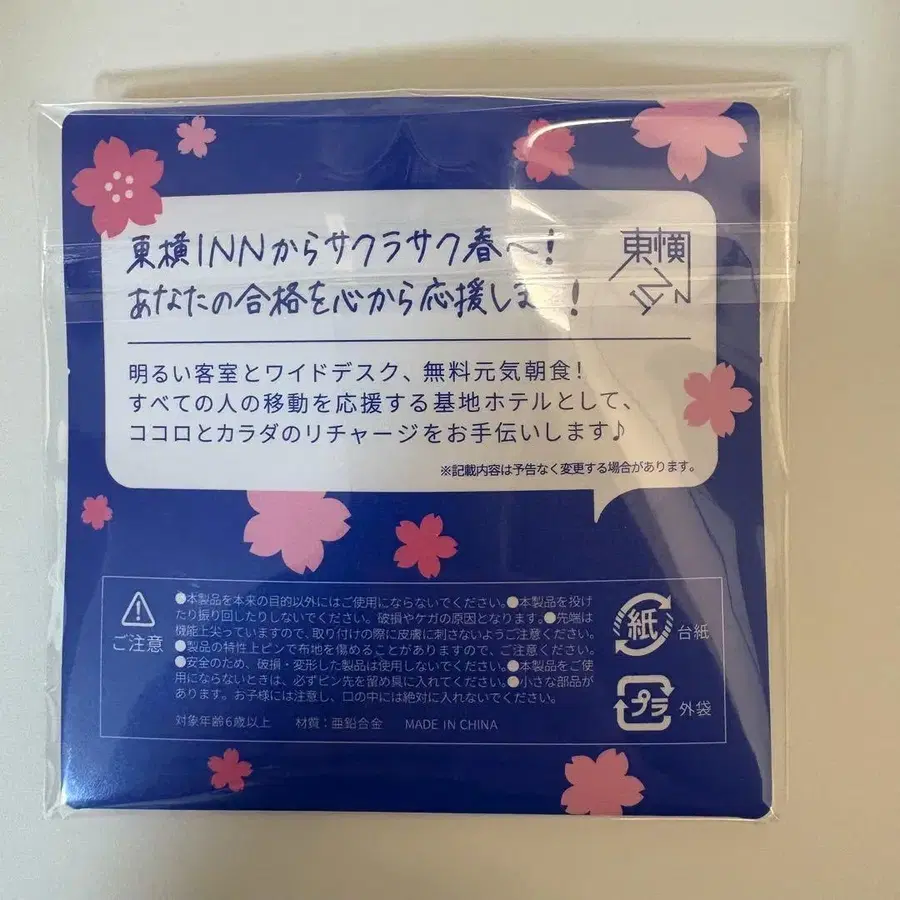 東横INNからサクラサク春へ!
あなたの合格を心から応援します!
東横
INN
明るい客室とワイドデスク、無料元気朝食!
すべての人の移動を応援する基地ホテルとして、
ココロとカラダのリチャージをお手伝いします♪
※記載内容は予告なく変更する場合があります。
ご注意
●本製品を本来の目的以外にはご使用にならないでください。●本製品を投げ
たり振り回したりしないでください。破損やケガの原因となります。●先端は
機能上尖っていますので、取り付けの際に皮膚に刺さないようご注意ください。
●製品の特性上ピンで布地を傷めることがありますので、ご注意ください。
●安全のため、破損・変形した製品は使用しないでください。●本製品をご使
用にならないときは、必ずピン先を留め具に入れてください。●小さな部品が
あります。お子様には注意し、口の中には絶対に入れないでください。
対象年齢6歳以上 材質:亜鉛合金 MADE IN CHINA
紙
台紙
プラ
外袋